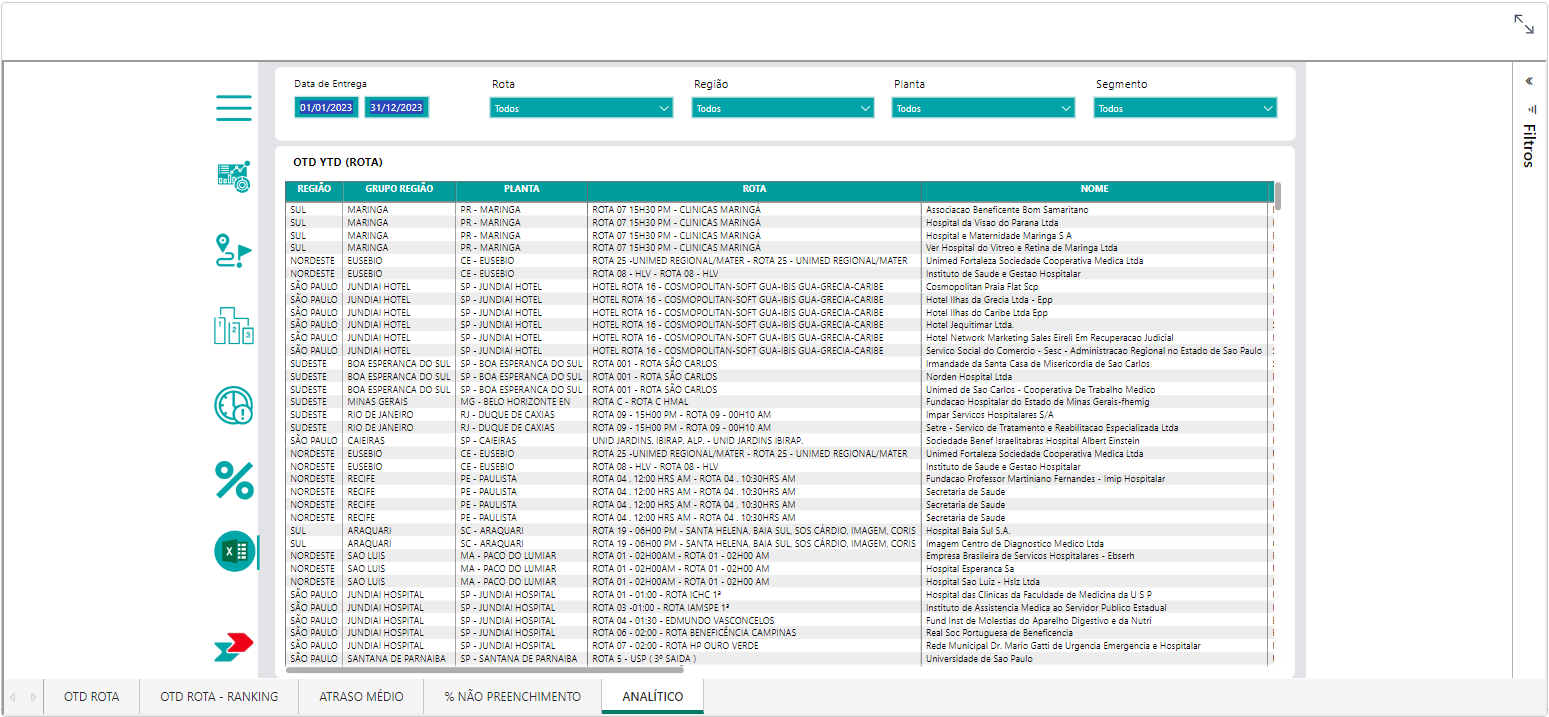 Data de Entrega Rota Região Planta Segmento
01/01/2023 31/12/2023 Todos Todos Todos Todos
Filtros
OTD YTD (ROTA)
REGIÃO GRUPO REGIÃO PLANTA ROTA NOME
SUL MARINGA PR - MARINGA ROTA 07 15H30 PM - CLINICAS MARINGÁ Associacao Beneficente Bom Samaritano
SUL MARINGA PR - MARINGA ROTA 07 15H30 PM - CLINICAS MARINGÁ Hospital da Visao do Parana Ltda
SUL MARINGA PR - MARINGA ROTA 07 15H30 PM - CLINICAS MARINGÁ Hospital e Maternidade Maringa S A
SUL MARINGA PR - MARINGA ROTA 07 15H30 PM - CLINICAS MARINGÁ Ver Hospital do Vitreo e Retina de Maringa Ltda
NORDESTE EUSEBIO CE - EUSEBIO ROTA 25 -UNIMED REGIONAL/MATER - ROTA 25 - UNIMED REGIONAL/MATER Unimed Fortaleza Sociedade Cooperativa Medica Ltda
NORDESTE EUSEBIO CE - EUSEBIO ROTA 08 - HLV - ROTA 08 - HLV Instituto de Saude e Gestao Hospitalar
SÃO PAULO JUNDIAI HOTEL SP - JUNDIAI HOTEL HOTEL ROTA 16 - COSMOPOLITAN-SOFT GUA-IBIS GUA-GRECIA-CARIBE Cosmopolitan Praia Flat Scp
SÃO PAULO JUNDIAI HOTEL SP - JUNDIAI HOTEL HOTEL ROTA 16 - COSMOPOLITAN-SOFT GUA-IBIS GUA-GRECIA-CARIBE Hotel Ilhas da Grecia Ltda - Epp
SÃO PAULO JUNDIAI HOTEL SP - JUNDIAI HOTEL HOTEL ROTA 16 - COSMOPOLITAN-SOFT GUA-IBIS GUA-GRECIA-CARIBE Hotel Ilhas do Caribe Ltda Epp
SÃO PAULO JUNDIAI HOTEL SP - JUNDIAI HOTEL HOTEL ROTA 16 - COSMOPOLITAN-SOFT GUA-IBIS GUA-GRECIA-CARIBE Hotel Jequitimar Ltda.
SÃO PAULO JUNDIAI HOTEL SP - JUNDIAI HOTEL HOTEL ROTA 16 - COSMOPOLITAN-SOFT GUA-IBIS GUA-GRECIA-CARIBE Hotel Network Marketing Sales Eireli Em Recuperacao Judicial
SÃO PAULO JUNDIAI HOTEL SP - JUNDIAI HOTEL HOTEL ROTA 16 - COSMOPOLITAN-SOFT GUA-IBIS GUA-GRECIA-CARIBE Servico Social do Comercio - Sesc - Administracao Regional no Estado de Sao Paulo
SUDESTE BOA ESPERANCA DO SUL SP - BOA ESPERANCA DO SUL ROTA 001 - ROTA SÃO CARLOS Irmandade da Santa Casa de Misericordia de Sao Carlos
SUDESTE BOA ESPERANCA DO SUL SP - BOA ESPERANCA DO SUL ROTA 001 - ROTA SÃO CARLOS Norden Hospital Ltda
SUDESTE BOA ESPERANCA DO SUL SP - BOA ESPERANCA DO SUL ROTA 001 - ROTA SÃO CARLOS Unimed de Sao Carlos - Cooperativa De Trabalho Medico
SUDESTE MINAS GERAIS MG - BELO HORIZONTE EN ROTA C - ROTA C HMAL Fundacao Hospitalar do Estado de Minas Gerais-fhemig
SUDESTE RIO DE JANEIRO RJ - DUQUE DE CAXIAS ROTA 09 - 15H00 PM - ROTA 09 - 00H10 AM Impar Servicos Hospitalares S/A
SUDESTE RIO DE JANEIRO RJ - DUQUE DE CAXIAS ROTA 09 - 15H00 PM - ROTA 09 - 00H10 AM Setre - Servico de Tratamento e Reabilitacao Especializada Ltda
SÃO PAULO CAIEIRAS SP - CAIEIRAS UNID JARDINS. IBIRAP. ALP. - UNID JARDINS IBIRAP. Sociedade Benef Israelitabras Hospital Albert Einstein
NORDESTE EUSEBIO CE - EUSEBIO ROTA 25 -UNIMED REGIONAL/MATER - ROTA 25 - UNIMED REGIONAL/MATER Unimed Fortaleza Sociedade Cooperativa Medica Ltda
NORDESTE EUSEBIO CE - EUSEBIO ROTA 08 - HLV - ROTA 08 - HLV Instituto de Saude e Gestao Hospitalar
NORDESTE RECIFE PE - PAULISTA ROTA 04 . 12:00 HRS AM - ROTA 04 . 10:30HRS AM Fundacao Professor Martiniano Fernandes - Imip Hospitalar
NORDESTE RECIFE PE - PAULISTA ROTA 04 . 12:00 HRS AM - ROTA 04 . 10:30HRS AM Secretaria de Saude
NORDESTE RECIFE PE - PAULISTA ROTA 04 . 12:00 HRS AM - ROTA 04 . 10:30HRS AM Secretaria de Saude
NORDESTE RECIFE PE - PAULISTA ROTA 04 . 12:00 HRS AM - ROTA 04 . 10:30HRS AM Secretaria de Saude
SUL ARAQUARI SC - ARAQUARI ROTA 19 - 06H00 PM - SANTA HELENA, BAIA SUL, SOS CÁRDIO, IMAGEM, CORIS Hospital Baia Sul S.A.
SUL ARAQUARI SC - ARAQUARI ROTA 19 - 06H00 PM - SANTA HELENA, BAIA SUL, SOS CÁRDIO, IMAGEM, CORIS Imagem Centro de Diagnostico Medico Ltda
NORDESTE SAO LUIS MA - PACO DO LUMIAR ROTA 01 - 02H00AM - ROTA 01 - 02H00 AM Empresa Brasileira de Servicos Hospitalares - Ebserh
NORDESTE SAO LUIS MA - PACO DO LUMIAR ROTA 01 - 02H00AM - ROTA 01 - 02H00 AM Hospital Esperanca Sa
NORDESTE SAO LUIS MA - PACO DO LUMIAR ROTA 01 - 02H00AM - ROTA 01 - 02H00 AM Hospital Sao Luiz - Hslz Ltda
SÃO PAULO JUNDIAI HOSPITAL SP - JUNDIAI HOSPITAL ROTA 01 - 01:00 - ROTA ICHC 1ª Hospital das Clinicas da Faculdade de Medicina da U S P
SÃO PAULO JUNDIAI HOSPITAL SP - JUNDIAI HOSPITAL ROTA 03 -01:00 - ROTA IAMSPE 1ª Instituto de Assistencia Medica ao Servidor Publico Estadual
SÃO PAULO JUNDIAI HOSPITAL SP - JUNDIAI HOSPITAL ROTA 04 - 01:30 - EDMUNDO VASCONCELOS Fund Inst de Molestias do Aparelho Digestivo e da Nutri
SÃO PAULO JUNDIAI HOSPITAL SP - JUNDIAI HOSPITAL ROTA 06 - 02:00 - ROTA BENEFICÊNCIA CAMPINAS Real Soc Portuguesa de Beneficencia
SÃO PAULO JUNDIAI HOSPITAL SP - JUNDIAI HOSPITAL ROTA 07 - 02:00 - ROTA HP OURO VERDE Rede Municipal Dr. Mario Gatti de Urgencia Emergencia e Hospitalar
SÃO PAULO SANTANA DE PARNAIBA SP - SANTANA DE PARNAIBA ROTA 5 - USP ( 3º SAIDA ) Universidade de Sao Paulo
OTD ROTA OTD ROTA - RANKING ATRASO MÉDIO % NÃO PREENCHIMENTO ANALÍTICO